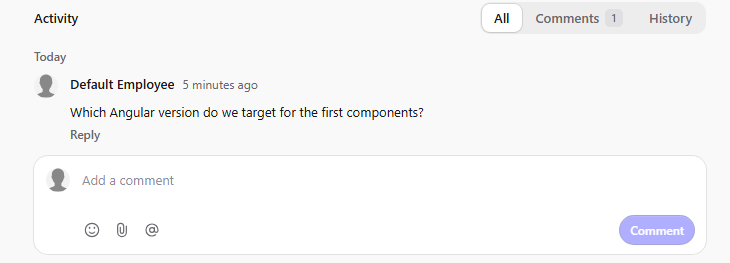 Activity
All Comments 1 History
Today
Default Employee 5 minutes ago
Which Angular version do we target for the first components?
Reply
Add a comment
Comment